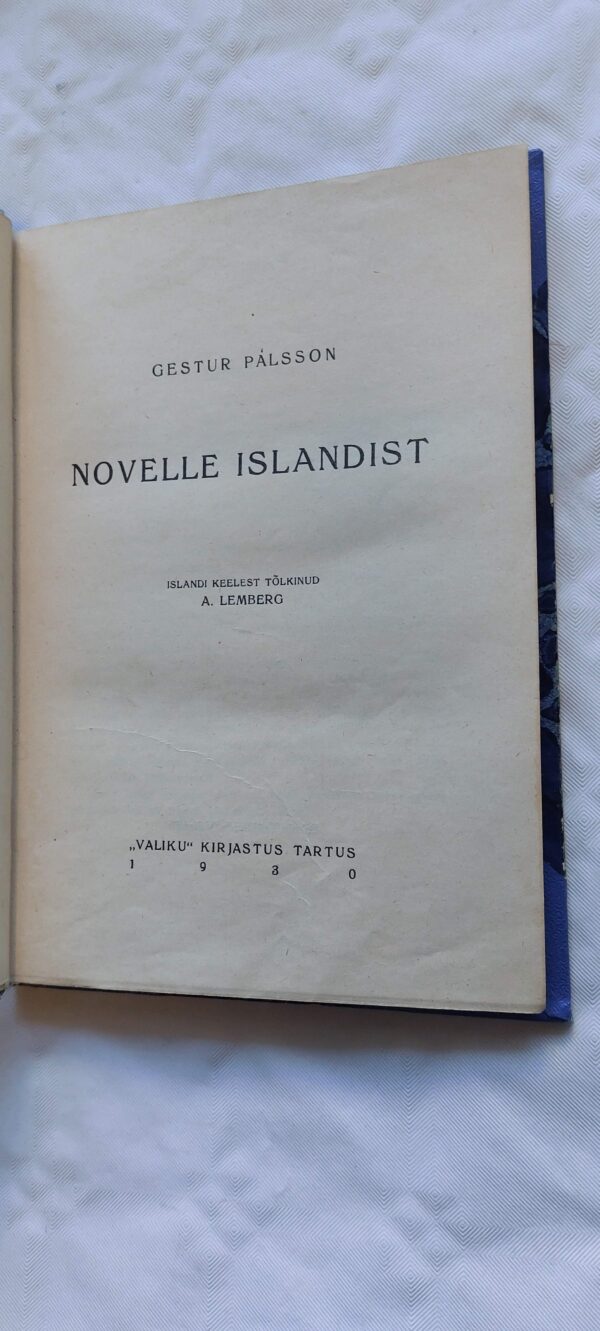 GESTUR PÁLSSON
NOVELLE ISLANDIST
ISLANDI KEELEST TÕLKINUD
A. LEMBERG
„VALIKU“ KIRJASTUS TARTUS
1 9 3 0